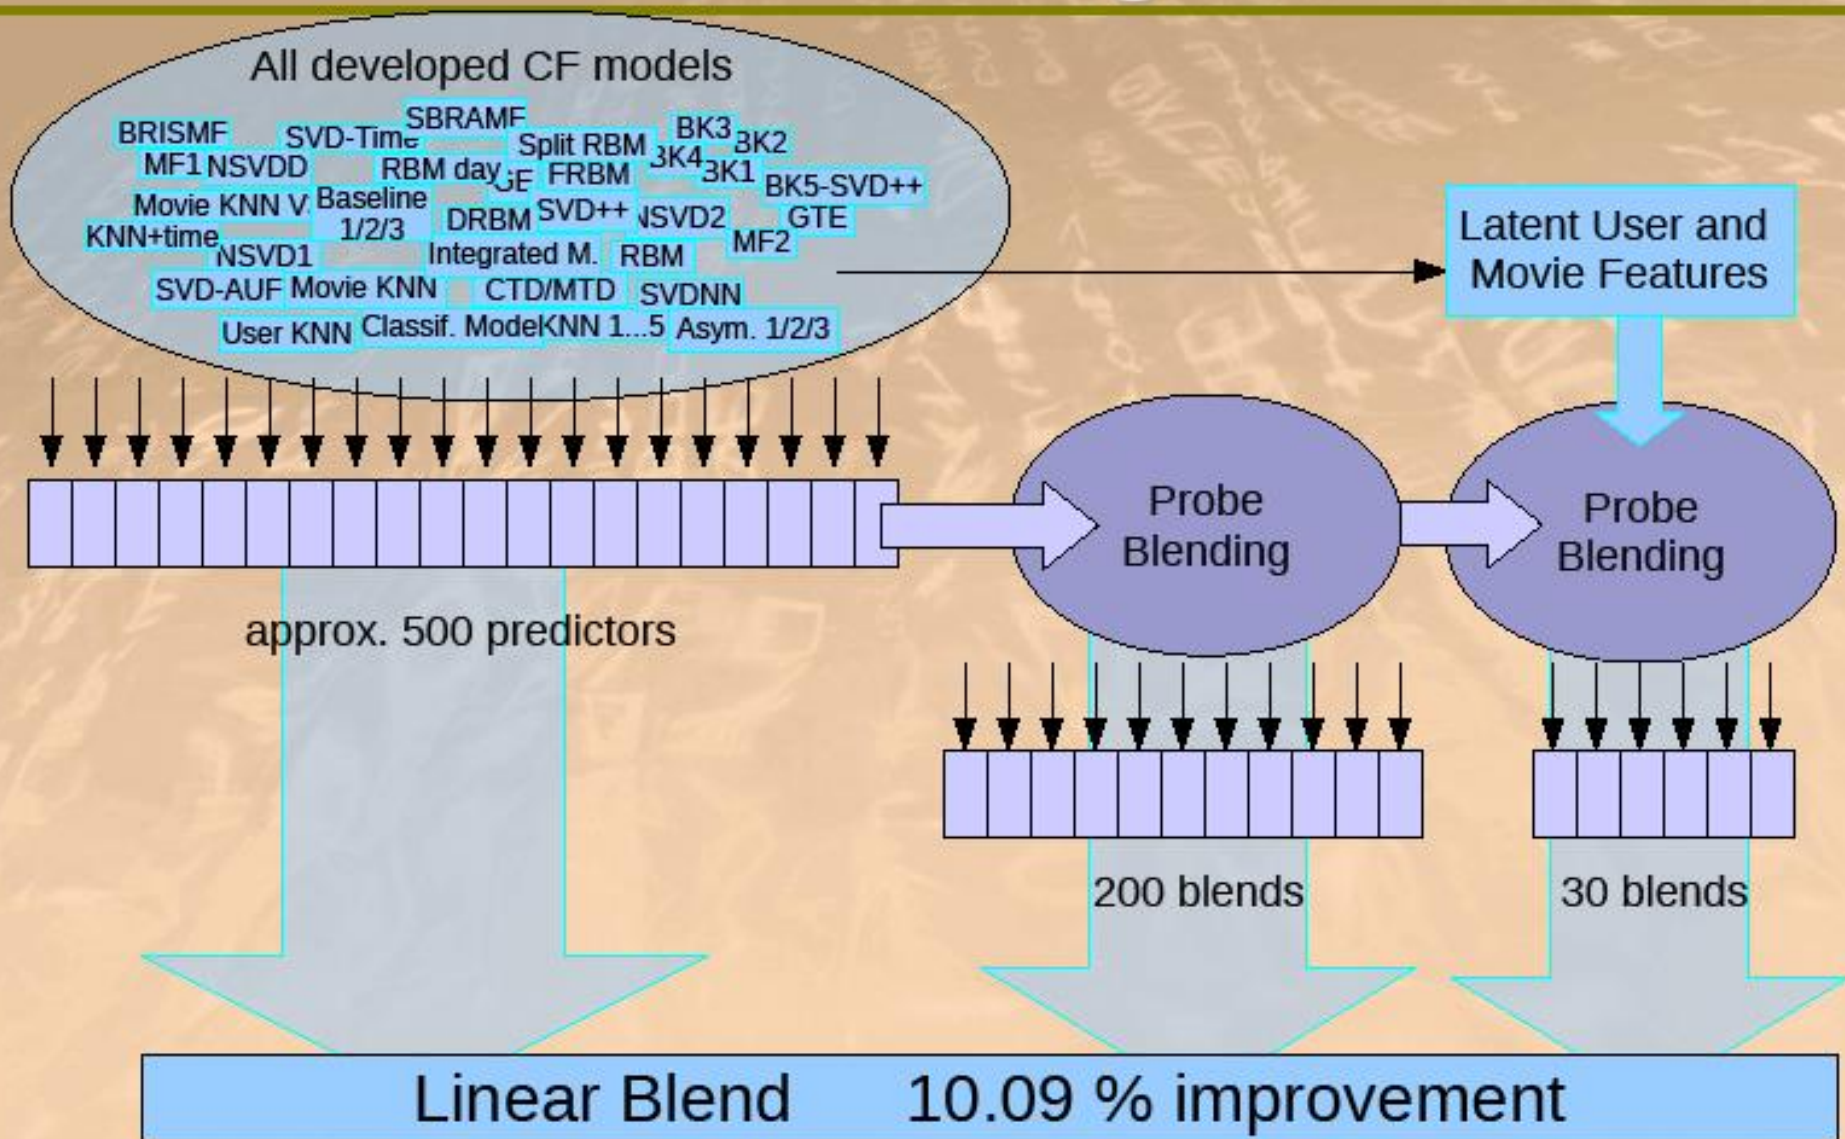 All developed CF models
SBRAMF
BRISMF
SVD-Time
Split RBM
BK3
BK2
MF1
NSVDD
RBM day
FRBM
BK4
BK1
BK5-SVD++
Movie KNN V
Baseline
1/2/3
DRBM
SVD++
NSVD2
GTE
KNN+time
NSVD1
Integrated M.
RBM
MF2
SVD-AUF
Movie KNN
CTD/MTD
SVDNN
User KNN
Classif. Model
KNN 1...5
Asym. 1/2/3
Latent User and
Movie Features
Probe
Blending
Probe
Blending
approx. 500 predictors
200 blends
30 blends
Linear Blend 10.09 % improvement